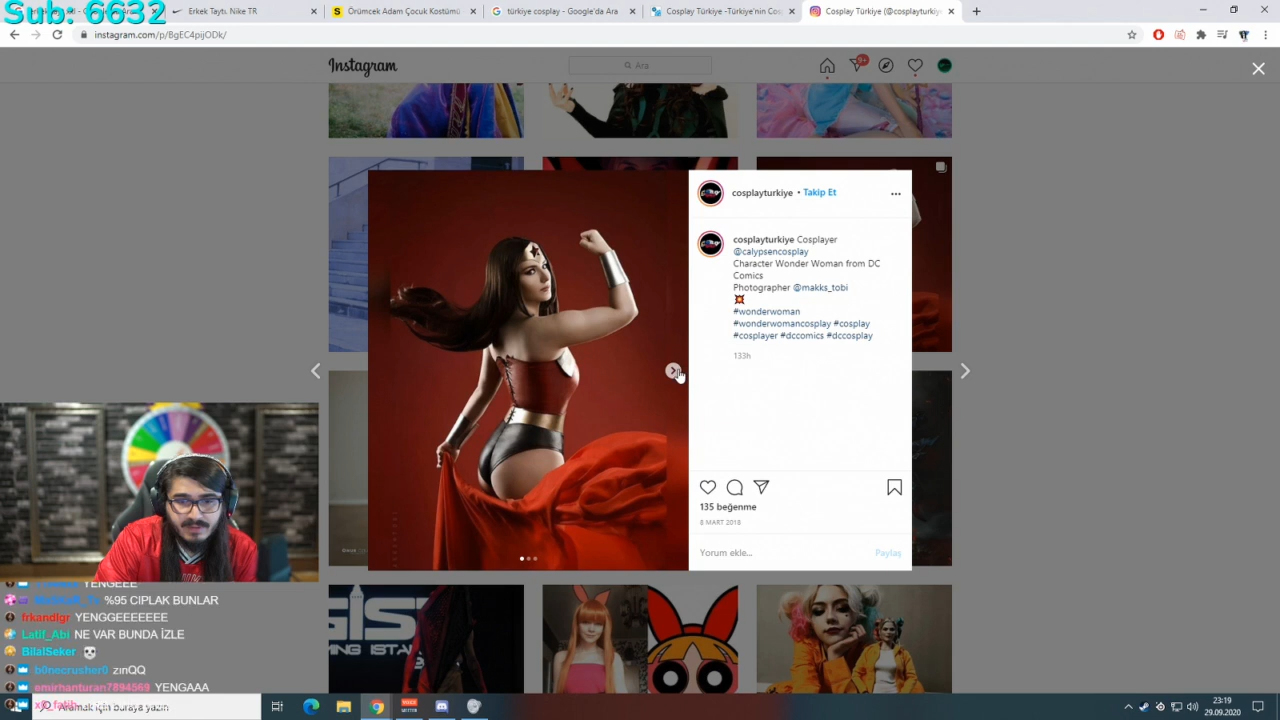 Sub: 6632
Erkek Taytı. Nike TR
Örümcek Adam Çocuk Kostümü
türkiye cosplay - Google'da Ara
Cosplay Türkiye -Türkiye'nin Co
Cosplay Türkiye (@cosplayturkiye
instagram.com/p/BgEC4pijODk/
Instagram
Ara
9+
cosplayturkiye • Takip Et
cosplayturkiye Cosplayer
@calypsencosplay
Character Wonder Woman from DC
Comics
Photographer @makks_tobi
#wonderwoman
#wonderwomancosplay #cosplay
#cosplayer #dccomics #dccosplay
133h
135 beğenme
8 MART 2018
Yorum ekle...
Paylaş
YENGEEE
%95 CIPLAK BUNLAR
frkandlgr YENGGEEEEEEE
Latif_Abi NE VAR BUNDA İZLE
BilalSeker
b0necrusher0 zınQQ
emirhanturan7894569 YENGAAA
Aramak için buraya yazın
23:19
29.09.2020